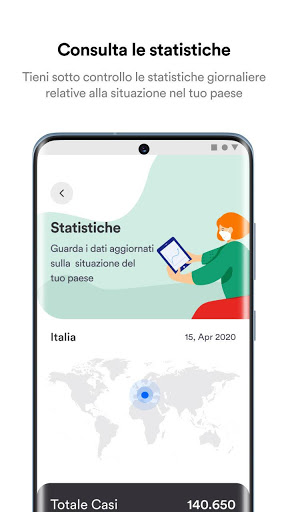 Consulta le statistiche
Tieni sotto controllo le statistiche giornaliere
relative alla situazione nel tuo paese
Statistiche
Guarda i dati aggiornati
sulla situazione del
tuo paese
Italia 15, Apr 2020
Totale Casi 140.650